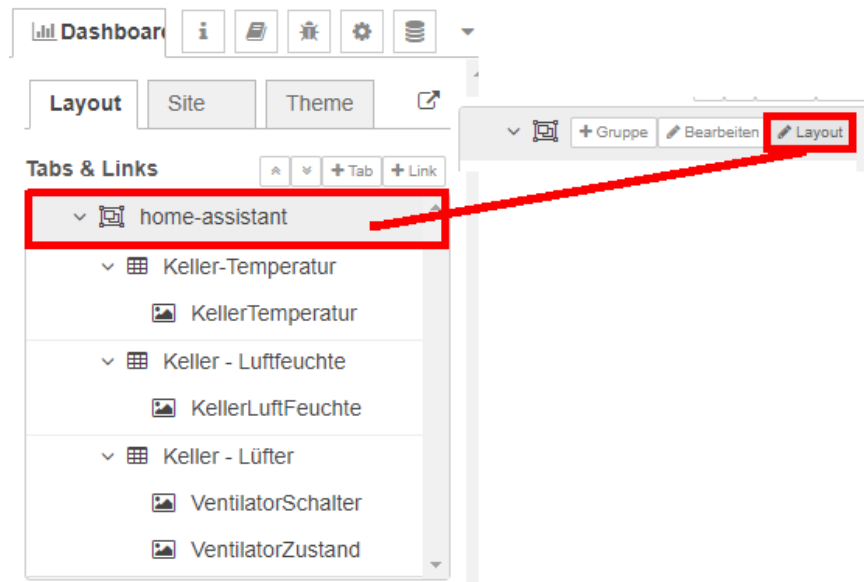 Dashboar
Layout Site Theme
+ Gruppe Bearbeiten Layout
Tabs & Links + Tab + Link
home-assistant
Keller-Temperatur
KellerTemperatur
Keller - Luftfeuchte
KellerLuftFeuchte
Keller - Lüfter
VentilatorSchalter
VentilatorZustand